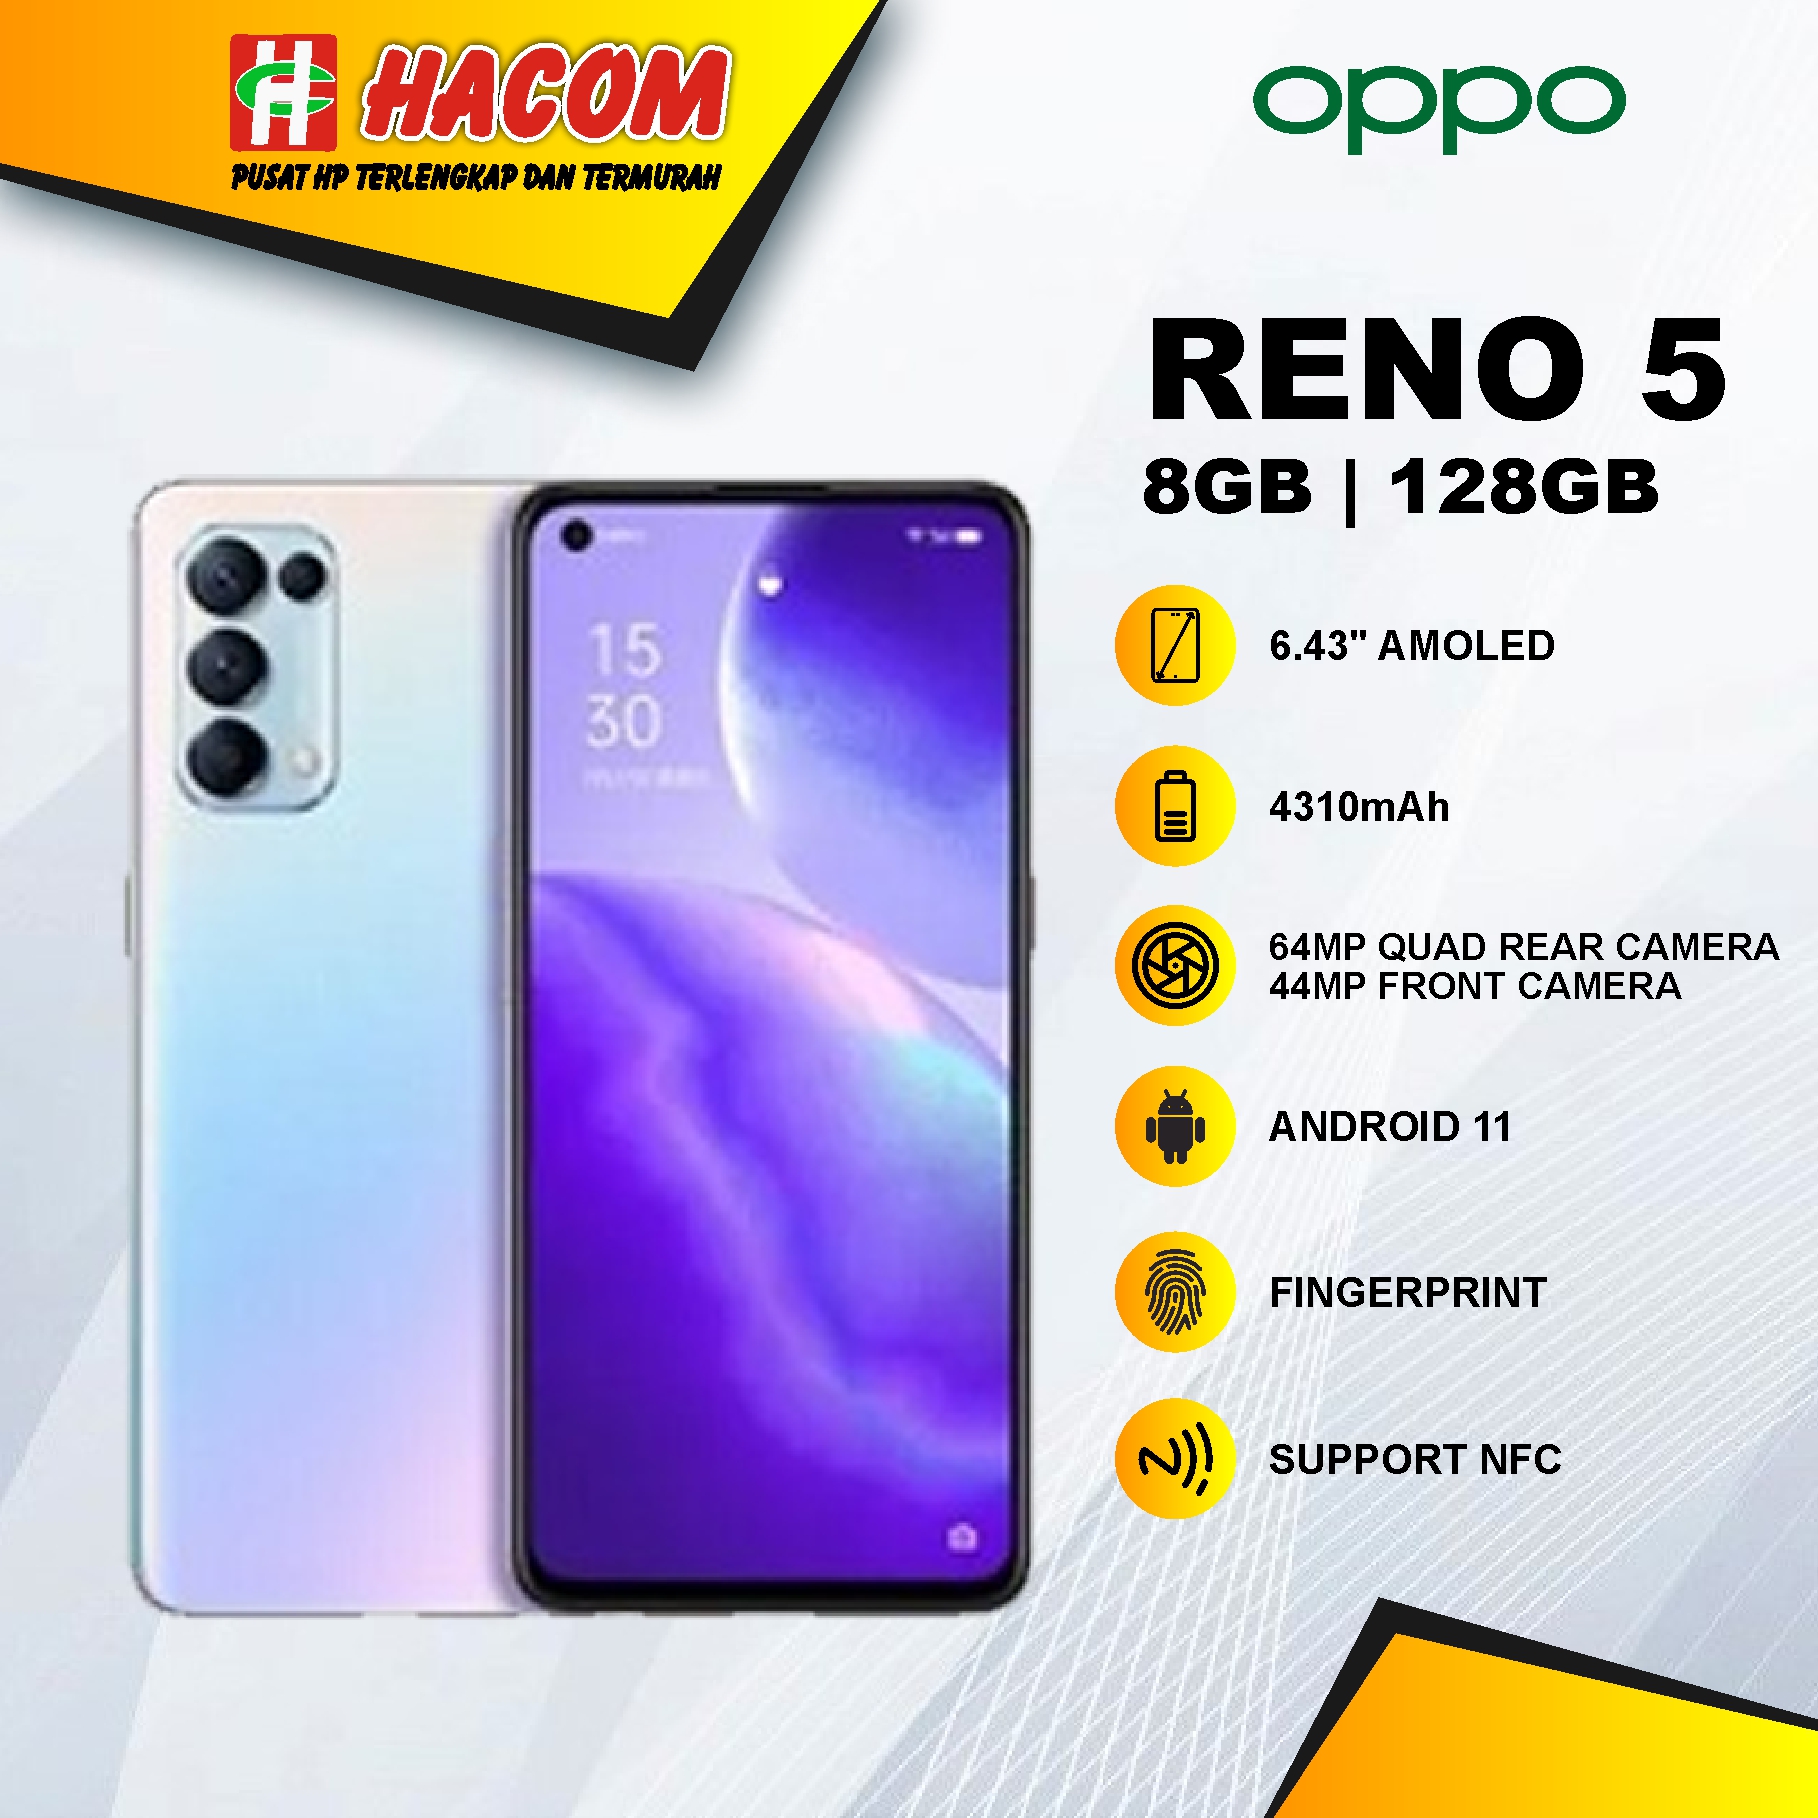 HACOM
PUSAT HP TERLENGKAP DAN TERMURAH
oppo
RENO 5
8GB | 128GB
6.43" AMOLED
4310mAh
64MP QUAD REAR CAMERA
44MP FRONT CAMERA
ANDROID 11
FINGERPRINT
SUPPORT NFC
15
30